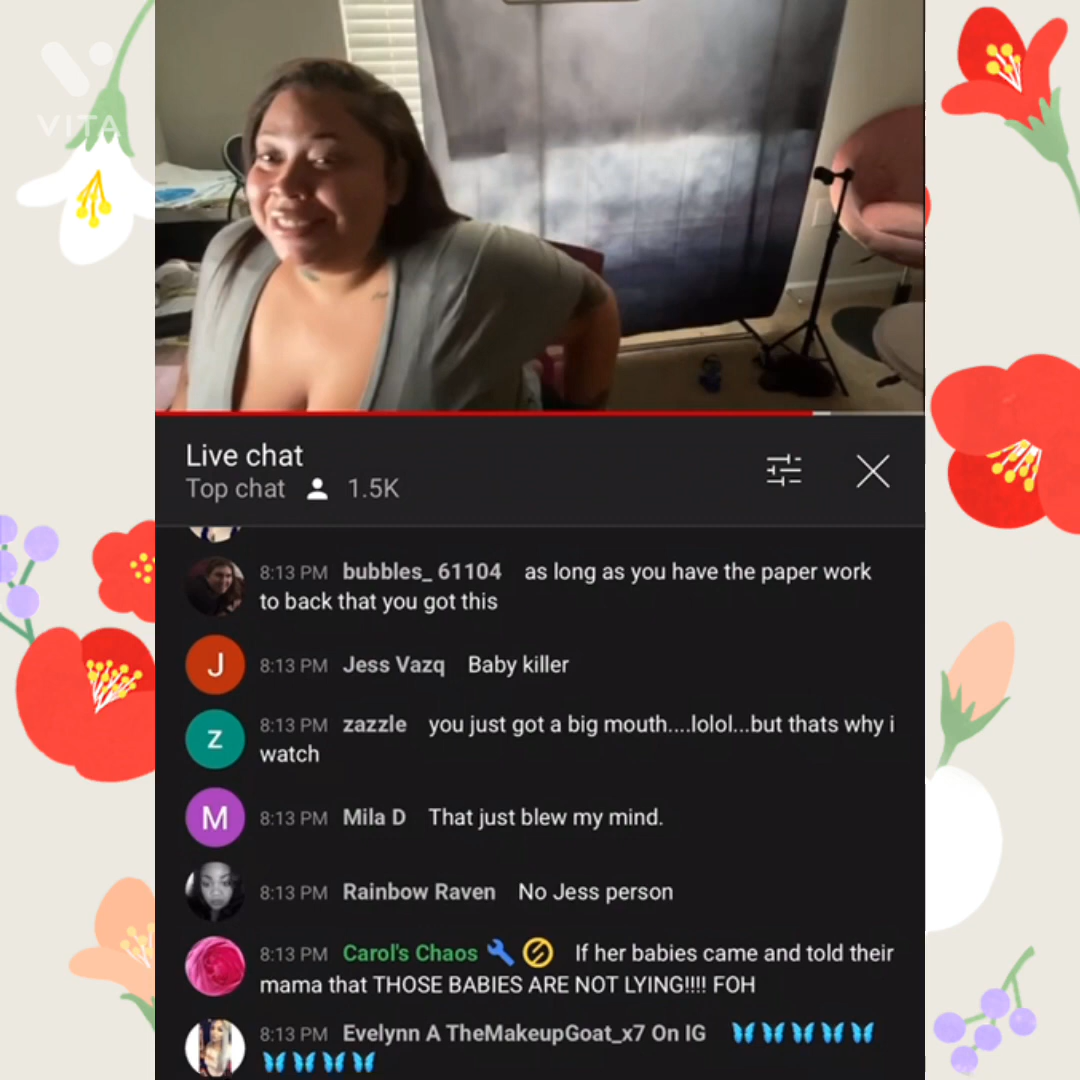 VITA
Live chat
Top chat 1.5K
8:13 PM bubbles_ 61104 as long as you have the paper work
to back that you got this
J
8:13 PM Jess Vazq Baby killer
z
8:13 PM zazzle you just got a big mouth....lolol...but thats why i
watch
M
8:13 PM Mila D That just blew my mind.
8:13 PM Rainbow Raven No Jess person
8:13 PM Carol's Chaos If her babies came and told their
mama that THOSE BABIES ARE NOT LYING!!!! FOH
8:13 PM Evelynn A TheMakeupGoat_x7 On IG 🦋🦋🦋🦋🦋
🦋🦋🦋🦋